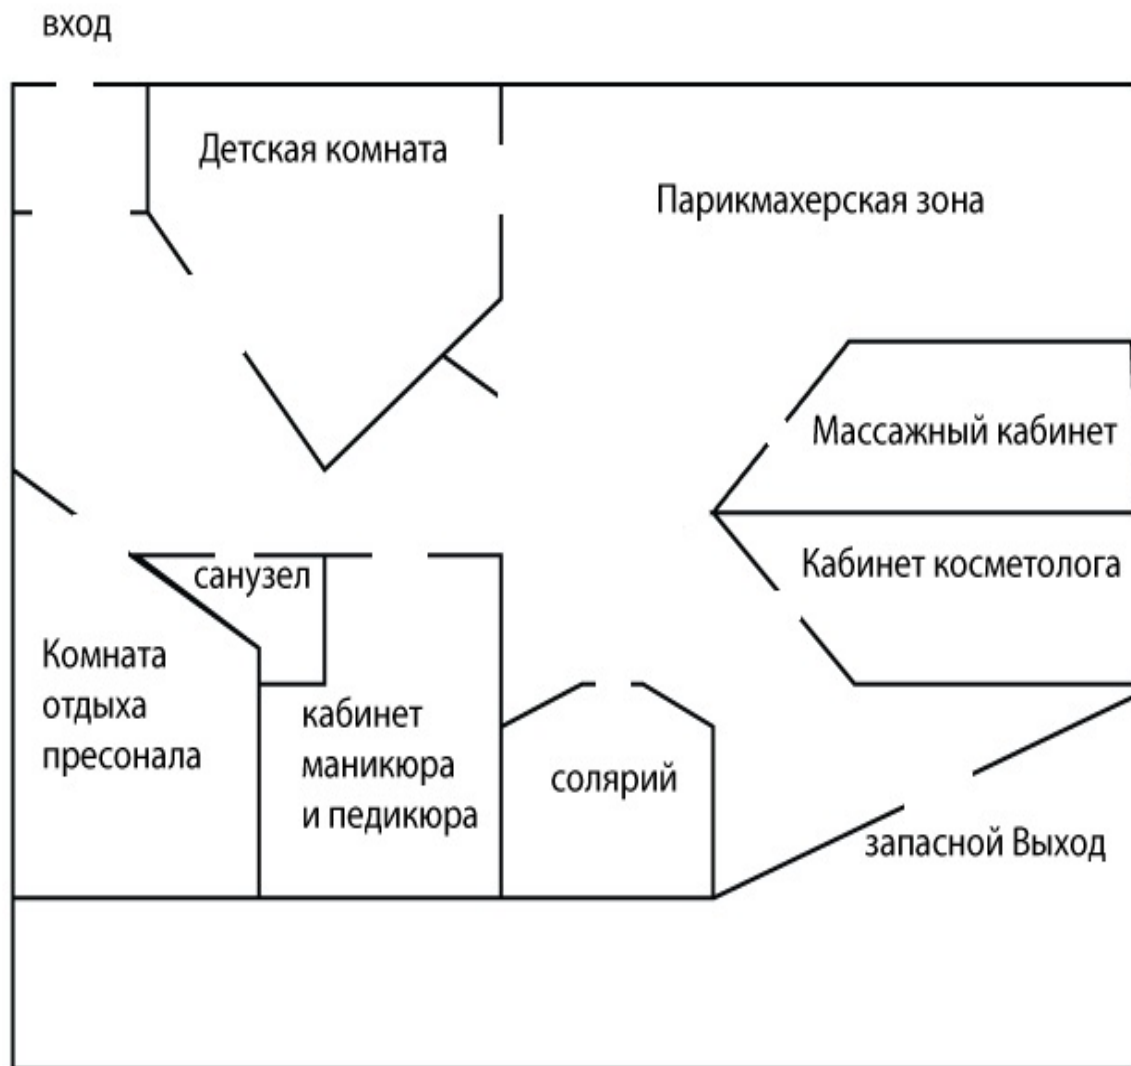 вход
Детская комната
Парикмахерская зона
Массажный кабинет
Кабинет косметолога
санузел
Комната
отдыха
пресонала
кабинет
маникюра
и педикюра
солярий
запасной Выход